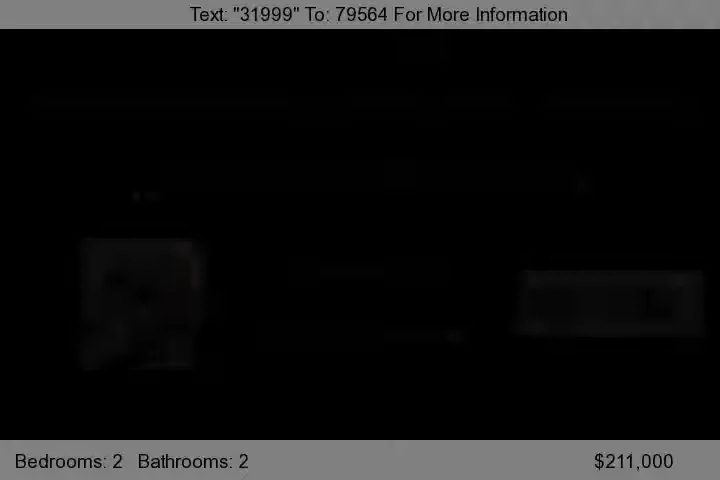 Text: "31999" To: 79564 For More Information
Bedrooms: 2 Bathrooms: 2 $211,000